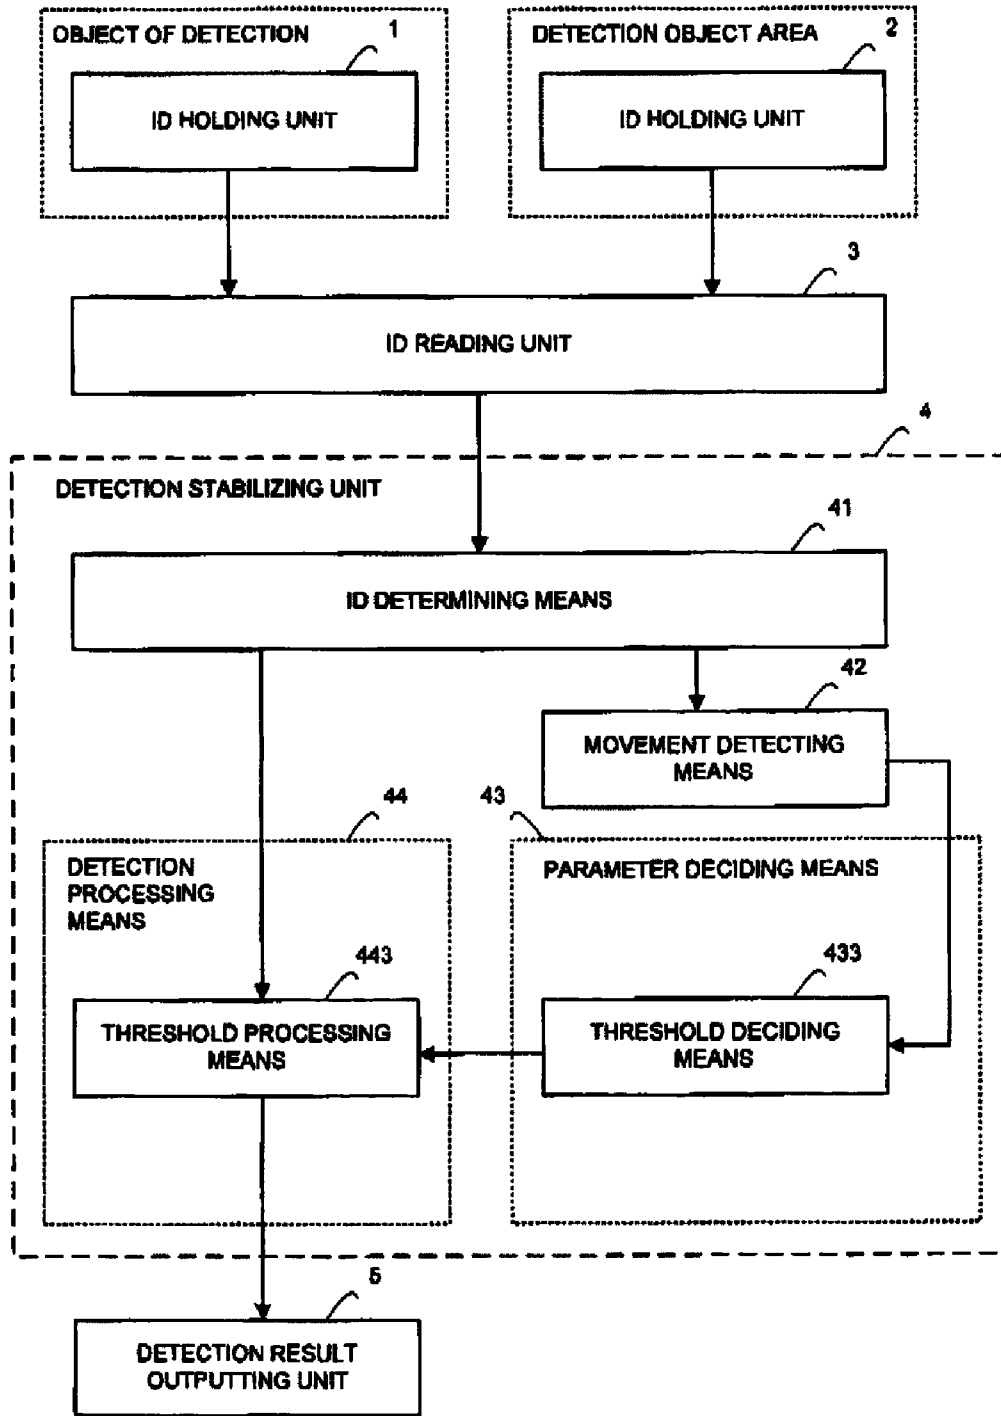 OBJECT OF DETECTION
1
ID HOLDING UNIT
DETECTION OBJECT AREA
2
ID HOLDING UNIT
3
ID READING UNIT
4
DETECTION STABILIZING UNIT
41
ID DETERMINING MEANS
42
MOVEMENT DETECTING
MEANS
44
DETECTION
PROCESSING
MEANS
43
PARAMETER DECIDING MEANS
443
THRESHOLD PROCESSING
MEANS
433
THRESHOLD DECIDING
MEANS
5
DETECTION RESULT
OUTPUTTING UNIT